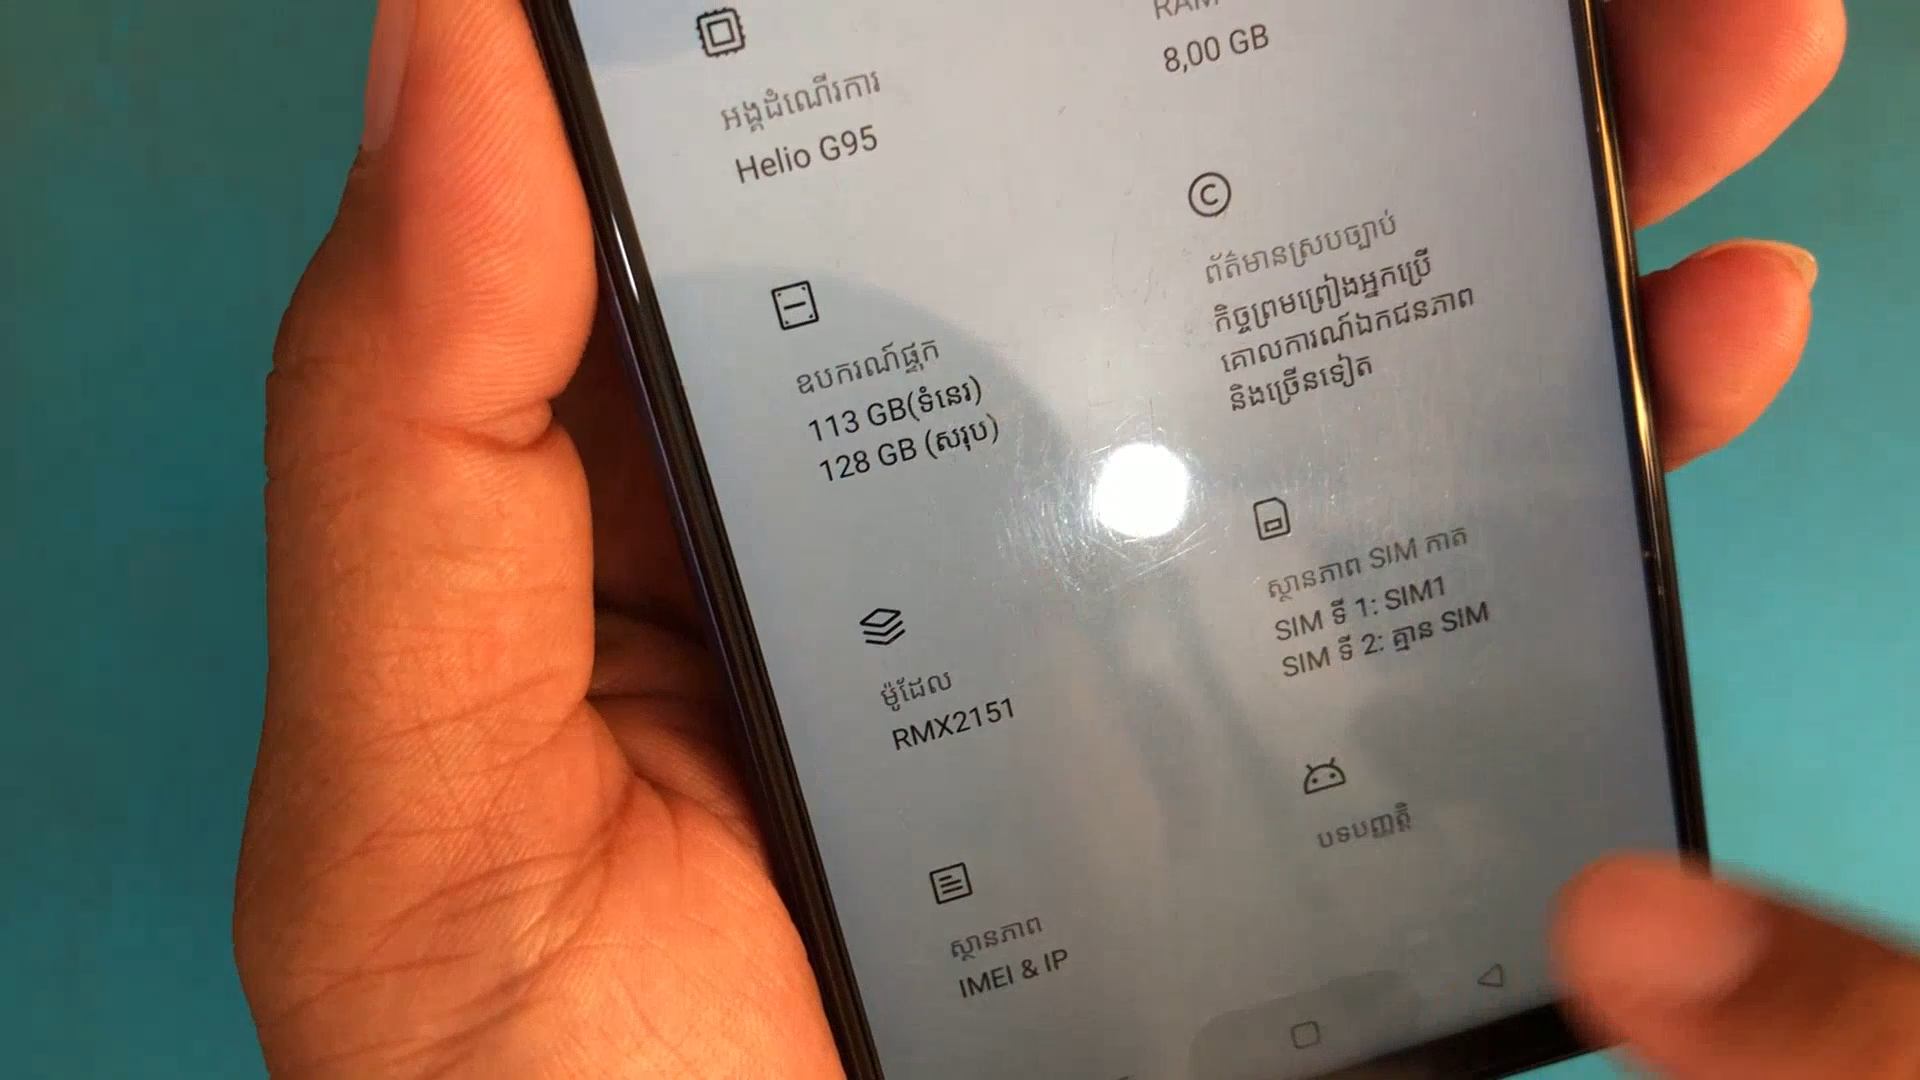 RAM
8,00 GB
អង្គដំណើរការ
Helio G95
ព័ត៌មានស្របច្បាប់
កិច្ចព្រមព្រៀងអ្នកប្រើ
គោលការណ៍ឯកជនភាព
និងច្រើនទៀត
ឧបករណ៍ផ្ទុក
113 GB(ទំនេរ)
128 GB (សរុប)
ស្ថានភាព SIM កាត
SIM ទី 1: SIM1
SIM ទី 2: គ្មាន SIM
ម៉ូដែល
RMX2151
បទបញ្ញត្តិ
ស្ថានភាព
IMEI & IP